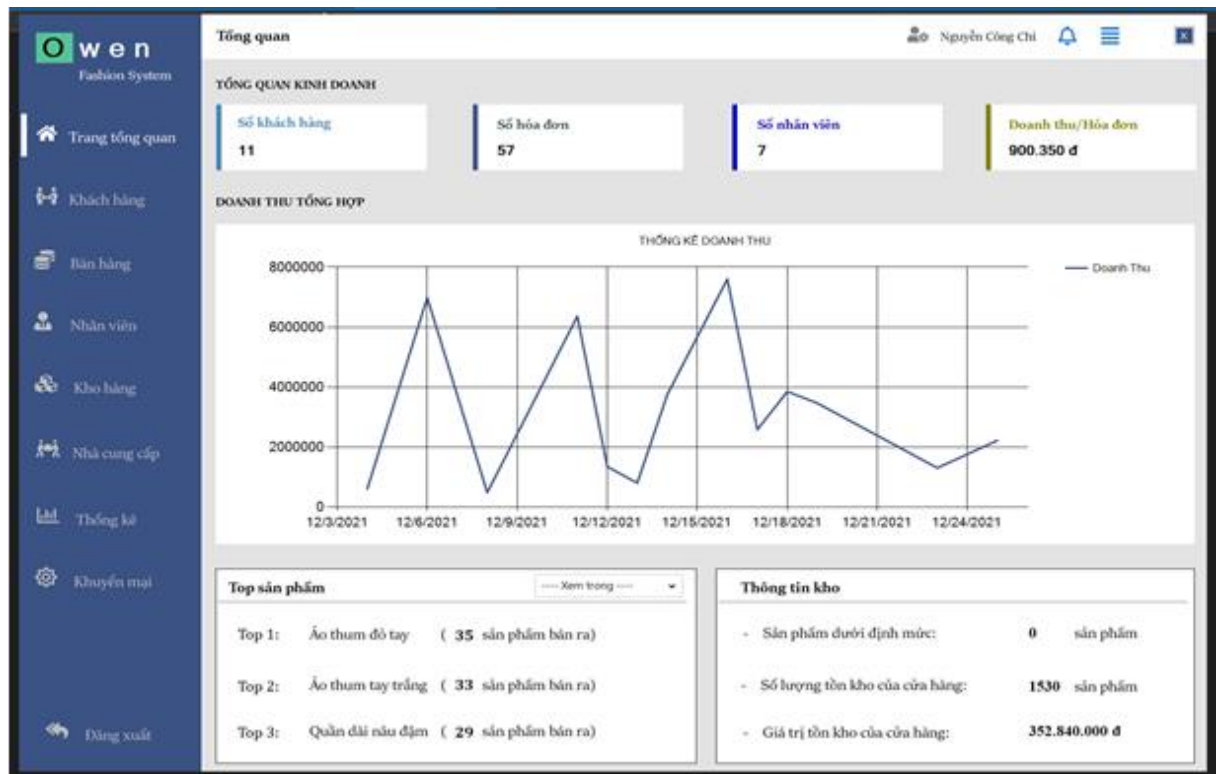 Owen
Fashion System
Trang tổng quan
Khách hàng
Bán hàng
Nhân viên
Kho hàng
Nhà cung cấp
Thống kê
Khuyến mại
Đăng xuất
Tổng quan
Nguyễn Công Chi
X
TỔNG QUAN KINH DOANH
Số khách hàng
11
Số hóa đơn
57
Số nhân viên
7
Doanh thu/Hóa đơn
900.350 đ
DOANH THU TỔNG HỢP
THỐNG KÊ DOANH THU
Doanh Thu
8000000
6000000
4000000
2000000
0
12/3/2021 12/6/2021 12/9/2021 12/12/2021 12/15/2021 12/18/2021 12/21/2021 12/24/2021
Top sản phẩm
---- Xem trong ----
Top 1: Áo thum đỏ tay ( 35 sản phẩm bán ra)
Top 2: Áo thum tay trắng ( 33 sản phẩm bán ra)
Top 3: Quần dài nâu đậm ( 29 sản phẩm bán ra)
Thông tin kho
- Sản phẩm dưới định mức: 0 sản phẩm
- Số lượng tồn kho của cửa hàng: 1530 sản phẩm
- Giá trị tồn kho của cửa hàng: 352.840.000 đ